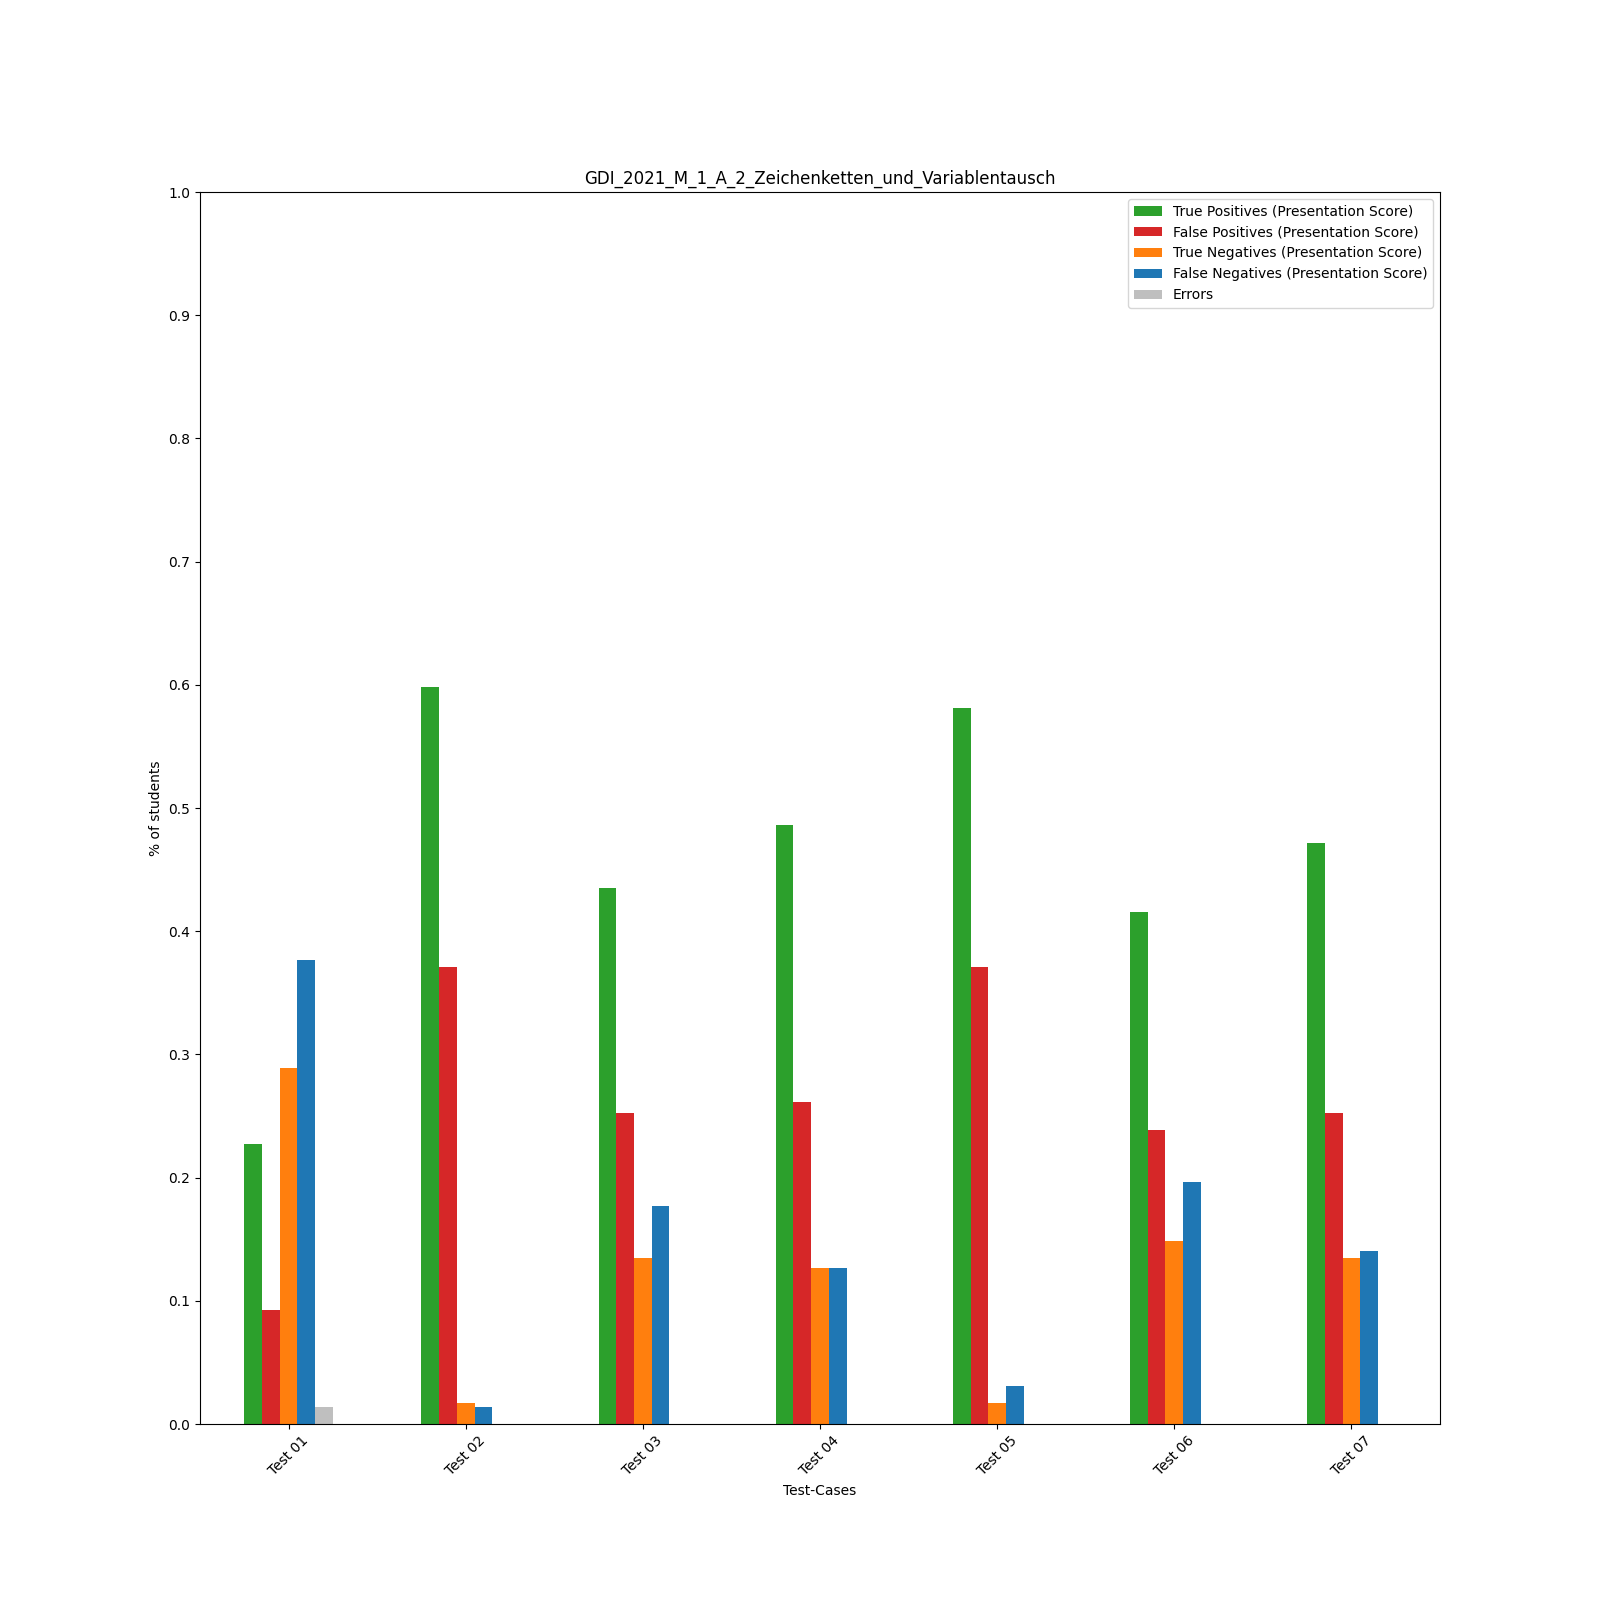 GDI_2021_M_1_A_2_Zeichenketten_und_Variablentausch
1.0
0.9
0.8
0.7
0.6
0.5
0.4
0.3
0.2
0.1
0.0
% of students
True Positives (Presentation Score)
False Positives (Presentation Score)
True Negatives (Presentation Score)
False Negatives (Presentation Score)
Errors
Test 01
Test 02
Test 03
Test 04
Test 05
Test 06
Test 07
Test-Cases